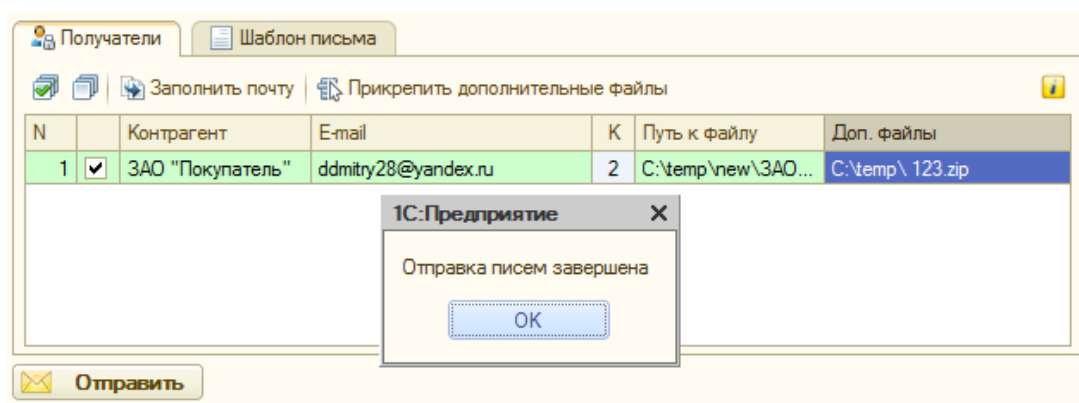 Получатели Шаблон письма
Заполнить почту Прикрепить дополнительные файлы
N Контрагент E-mail К Путь к файлу Доп. файлы
1 ЗАО "Покупатель" ddmitry28@yandex.ru 2 C:\temp\new\ЗАО... C:\temp\ 123.zip
1С:Предприятие
Отправка писем завершена
OK
Отправить